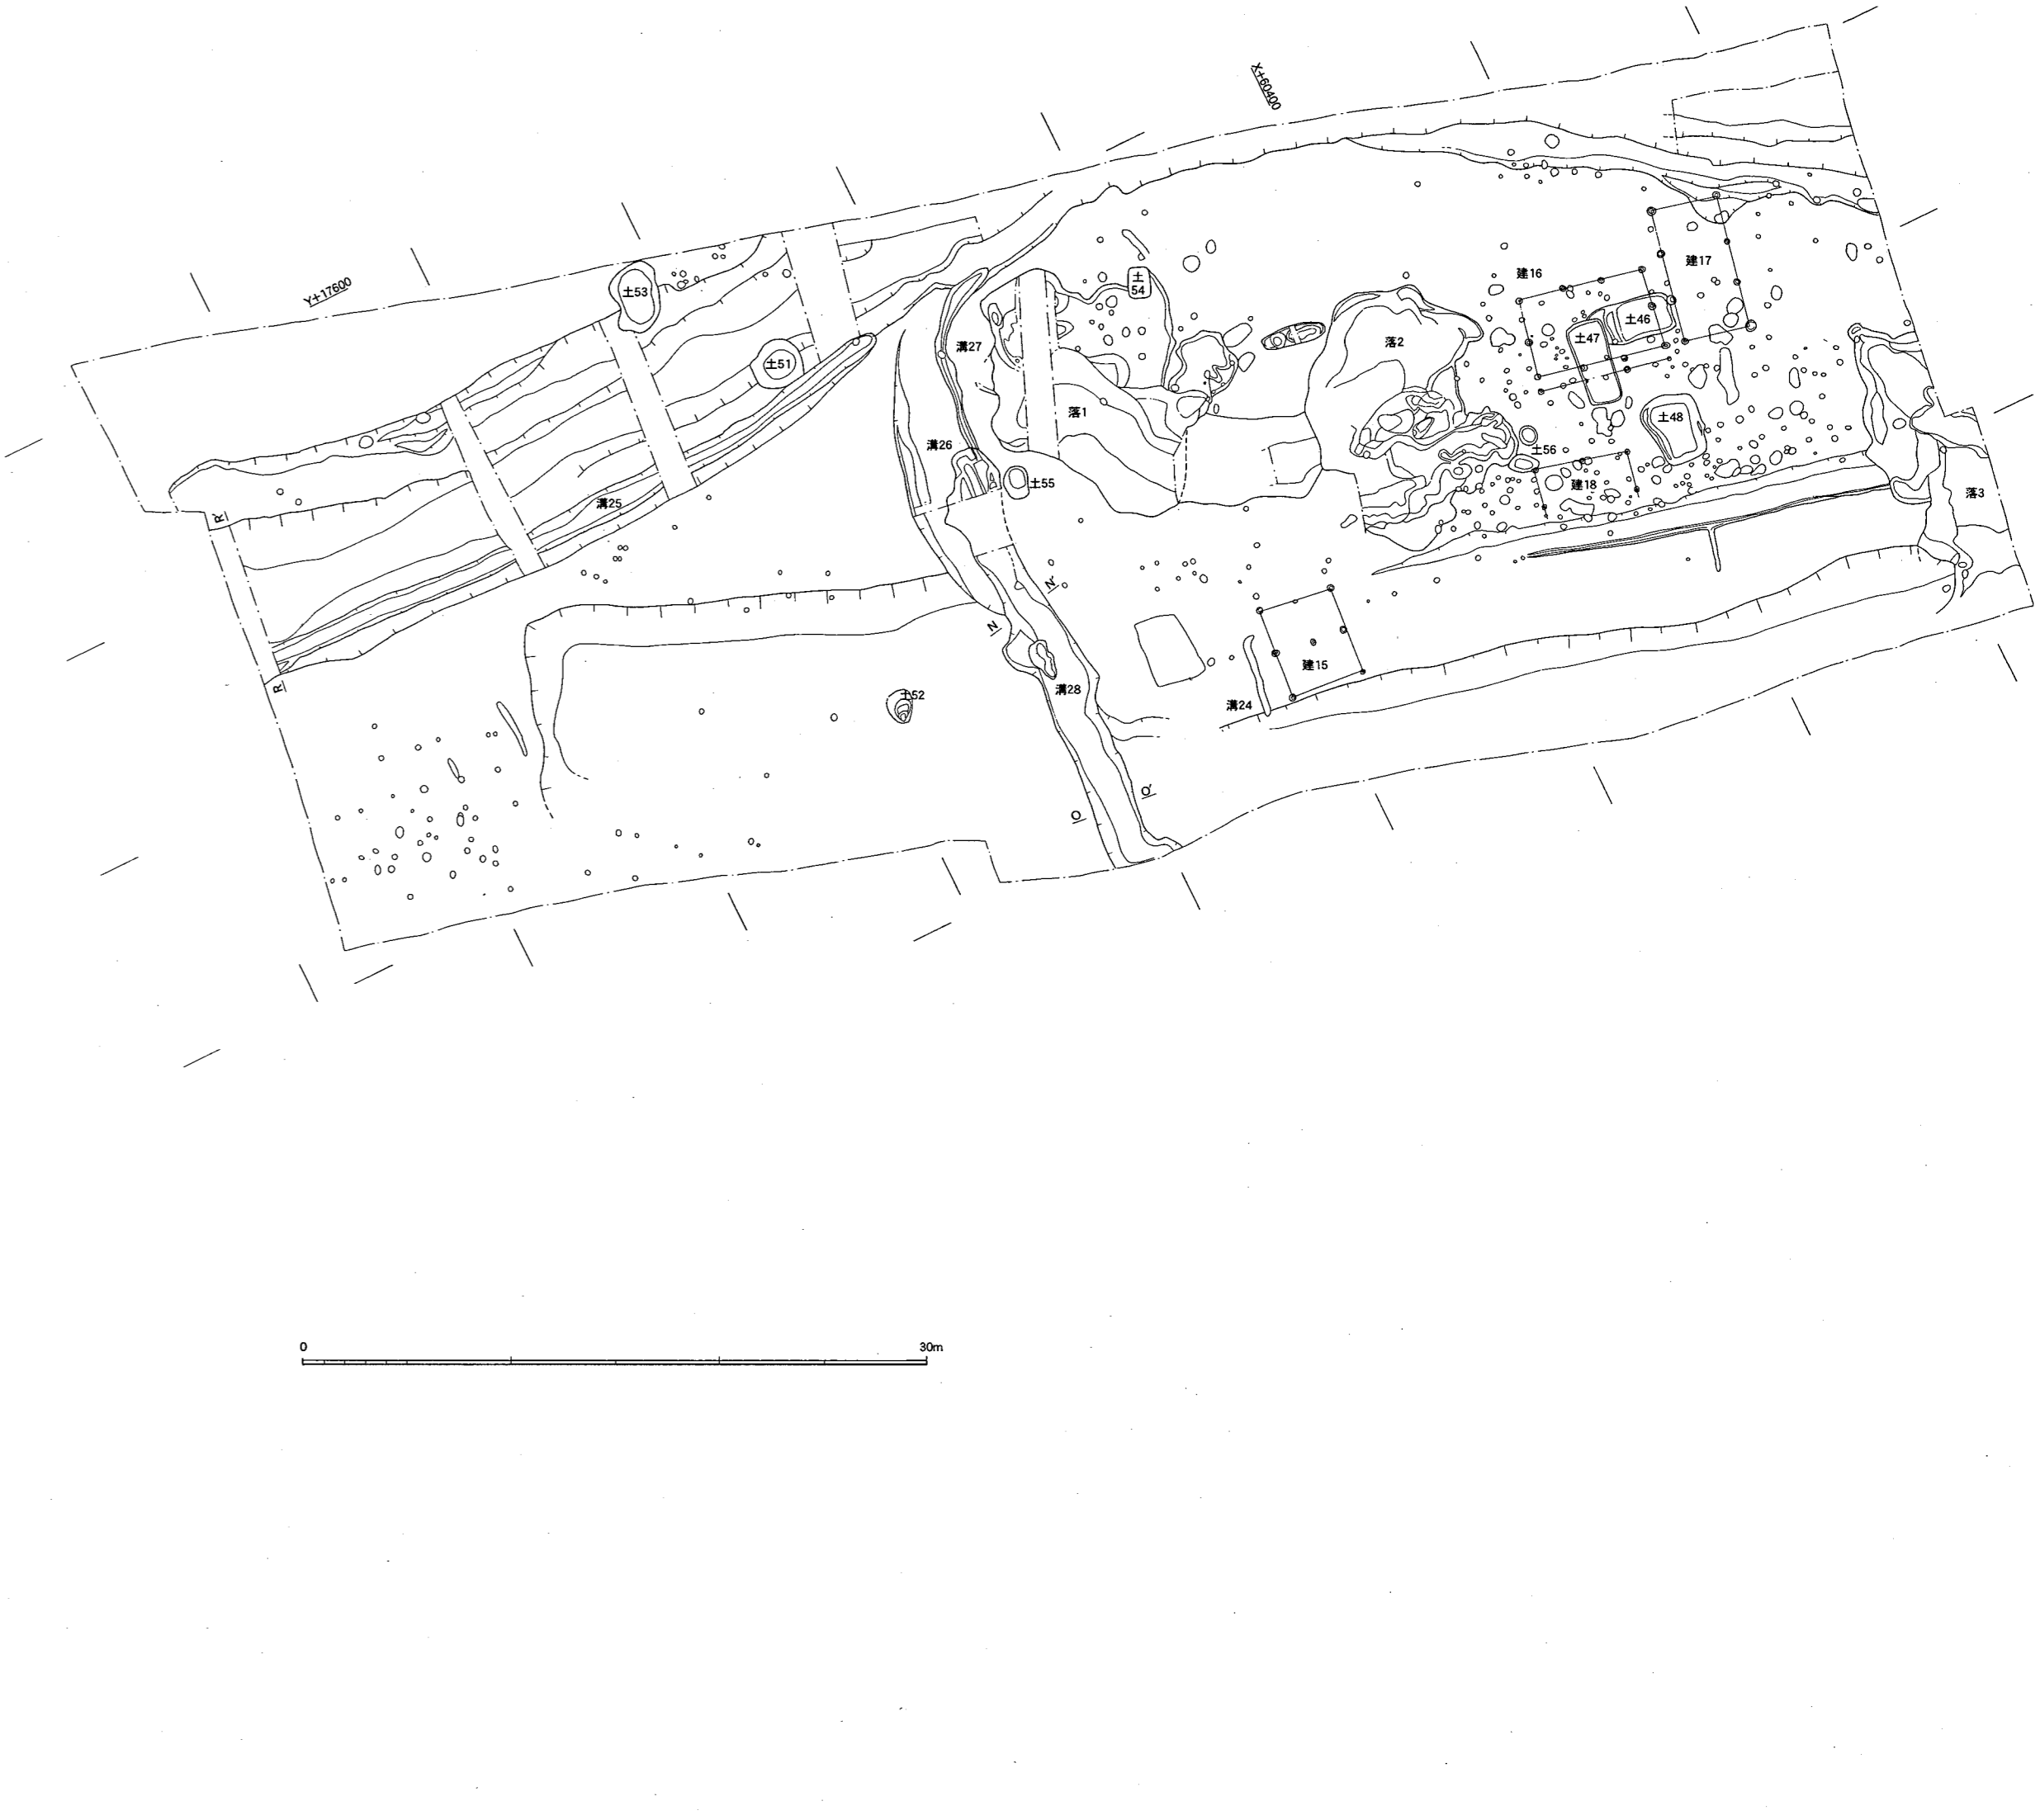 X+60400
Y+17600
土53
土51
溝25
R′
R
溝27
溝26
土55
落1
土
54
落2
建16
建17
土46
土47
土48
土56
建18
落3
N′
N
溝28
土52
建15
溝24
O
O′
0
30m